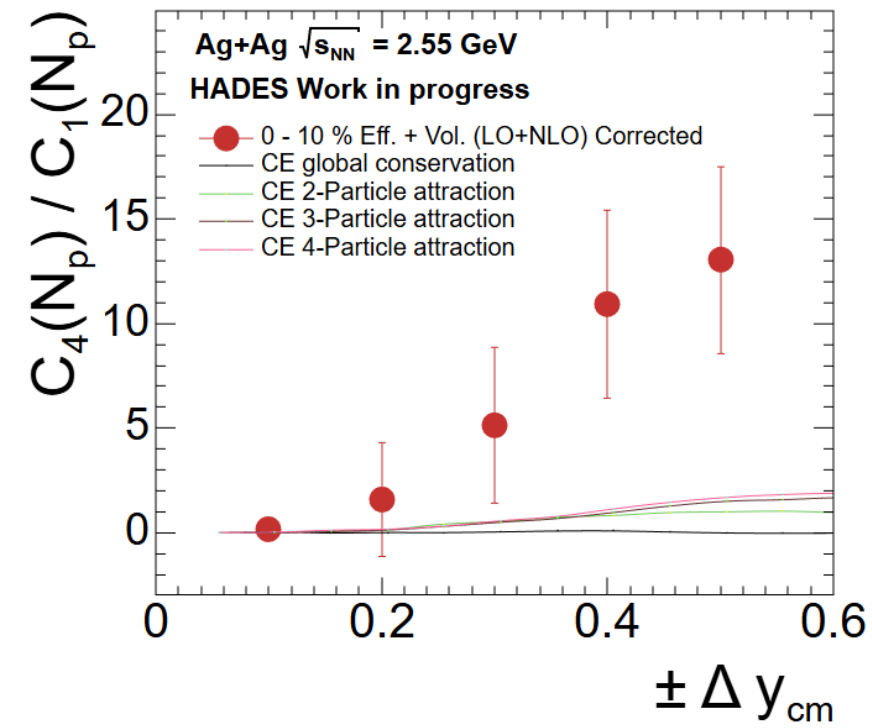 Ag+Ag √s_NN = 2.55 GeV
HADES Work in progress
0 - 10 % Eff. + Vol. (LO+NLO) Corrected
CE global conservation
CE 2-Particle attraction
CE 3-Particle attraction
CE 4-Particle attraction
C₄(Nₚ) / C₁(Nₚ)
20
15
10
5
0
0 0.2 0.4 0.6
± Δ y_cm